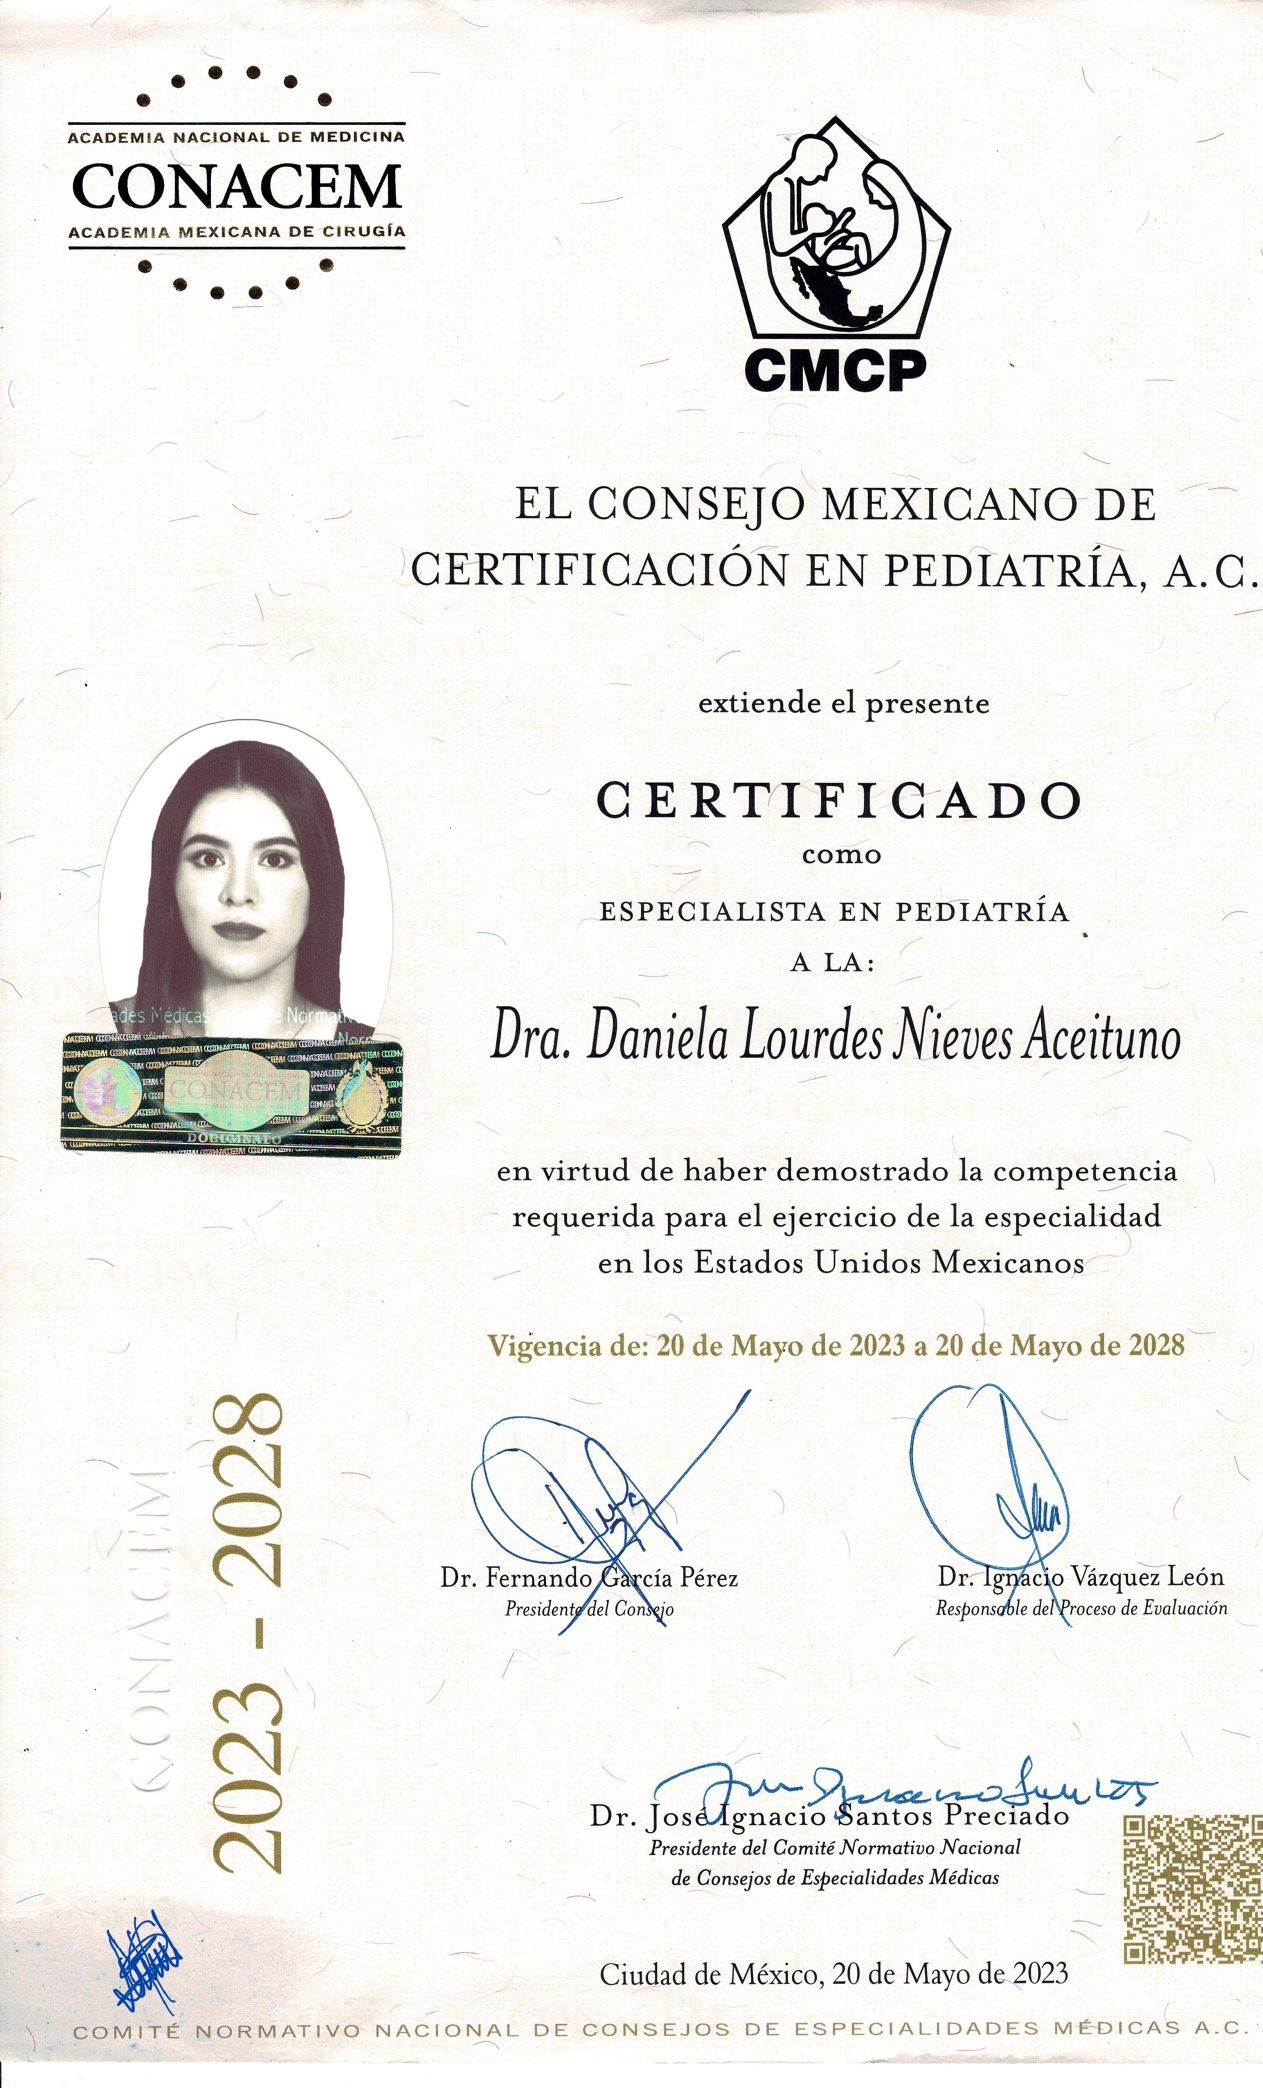 ACADEMIA NACIONAL DE MEDICINA
CONACEM
ACADEMIA MEXICANA DE CIRUGÍA
CMCP
EL CONSEJO MEXICANO DE
CERTIFICACIÓN EN PEDIATRÍA, A.C.
extiende el presente
CERTIFICADO
como
ESPECIALISTA EN PEDIATRÍA
A LA:
Dra. Daniela Lourdes Nieves Aceituno
CONACEM
en virtud de haber demostrado la competencia
requerida para el ejercicio de la especialidad
en los Estados Unidos Mexicanos
Vigencia de: 20 de Mayo de 2023 a 20 de Mayo de 2028
CONACEM
2023 - 2028
Dr. Fernando García Pérez
Presidente del Consejo
Dr. Ignacio Vázquez León
Responsable del Proceso de Evaluación
Dr. José Ignacio Santos Preciado
Presidente del Comité Normativo Nacional
de Consejos de Especialidades Médicas
Ciudad de México, 20 de Mayo de 2023
COMITÉ NORMATIVO NACIONAL DE CONSEJOS DE ESPECIALIDADES MÉDICAS A.C.